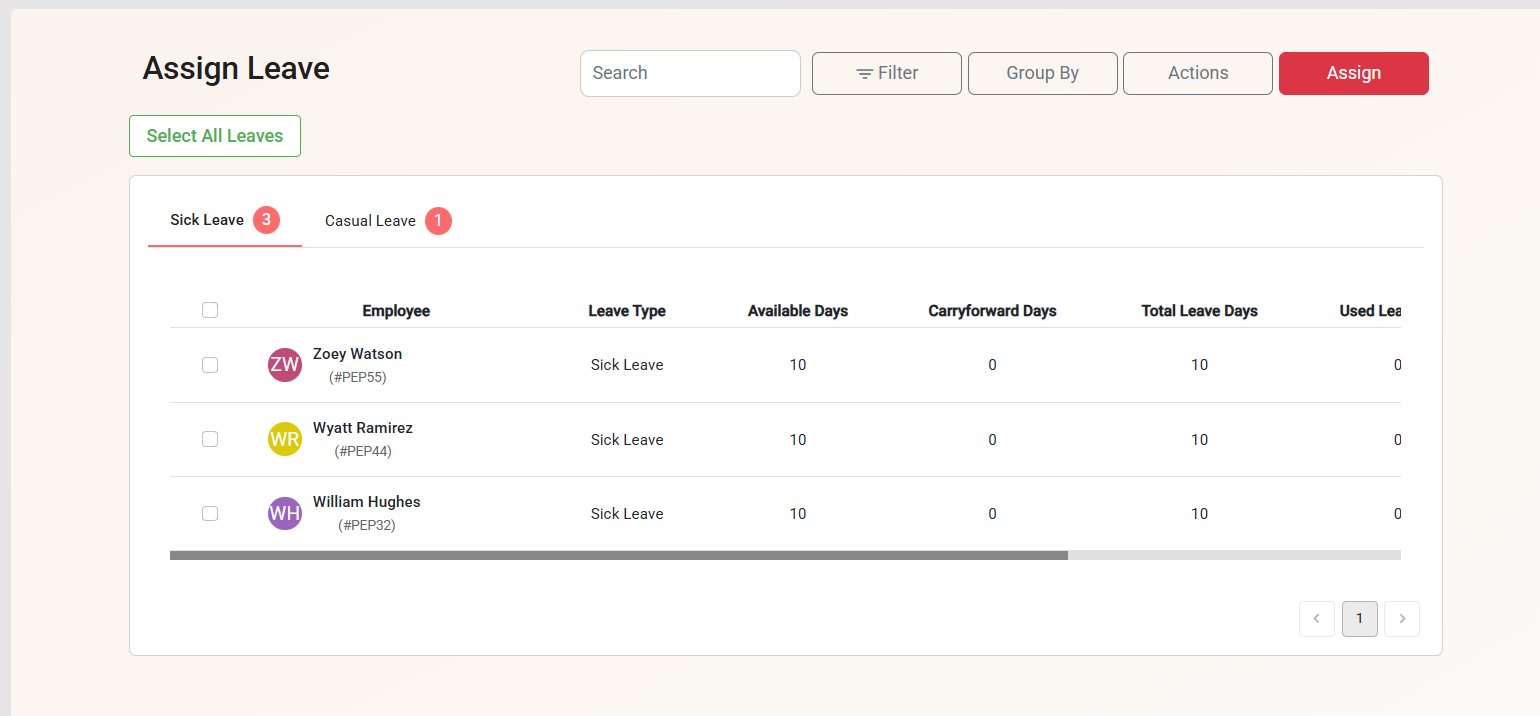 Assign Leave
Search
Filter
Group By
Actions
Assign
Select All Leaves
Sick Leave 3
Casual Leave 1
Employee Leave Type Available Days Carryforward Days Total Leave Days Used Lea
ZW Zoey Watson (#PEP55) Sick Leave 10 0 10 0
WR Wyatt Ramirez (#PEP44) Sick Leave 10 0 10 0
WH William Hughes (#PEP32) Sick Leave 10 0 10 0
1